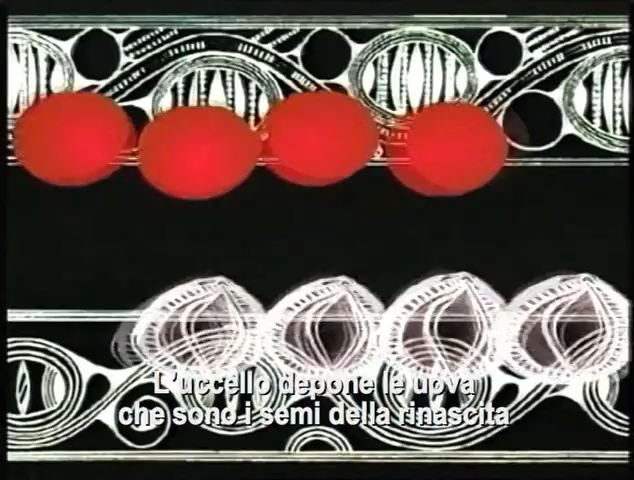 L'uccello depone le uova
che sono i semi della rinascita